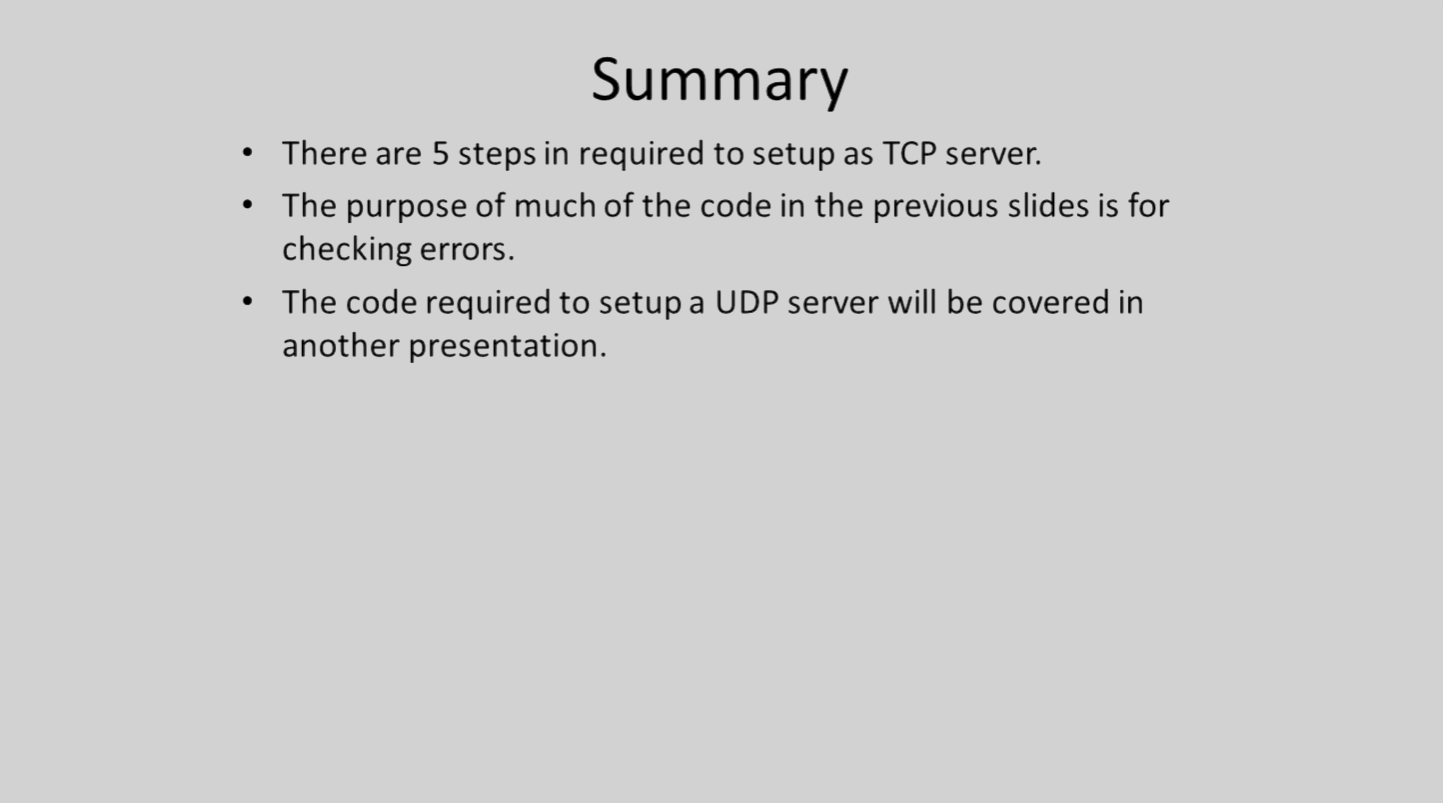 Summary
• There are 5 steps in required to setup as TCP server.
• The purpose of much of the code in the previous slides is for
checking errors.
• The code required to setup a UDP server will be covered in
another presentation.